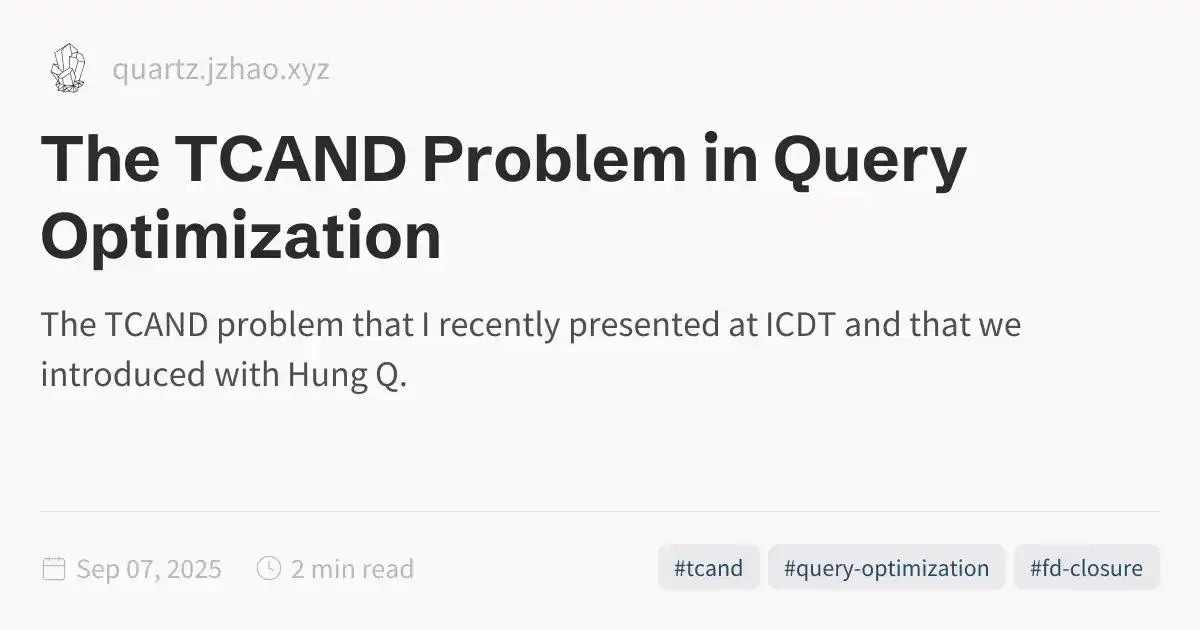 quartz.jzhao.xyz
The TCAND Problem in Query
Optimization
The TCAND problem that I recently presented at ICDT and that we
introduced with Hung Q.
Sep 07, 2025
2 min read
#tcand
#query-optimization
#fd-closure